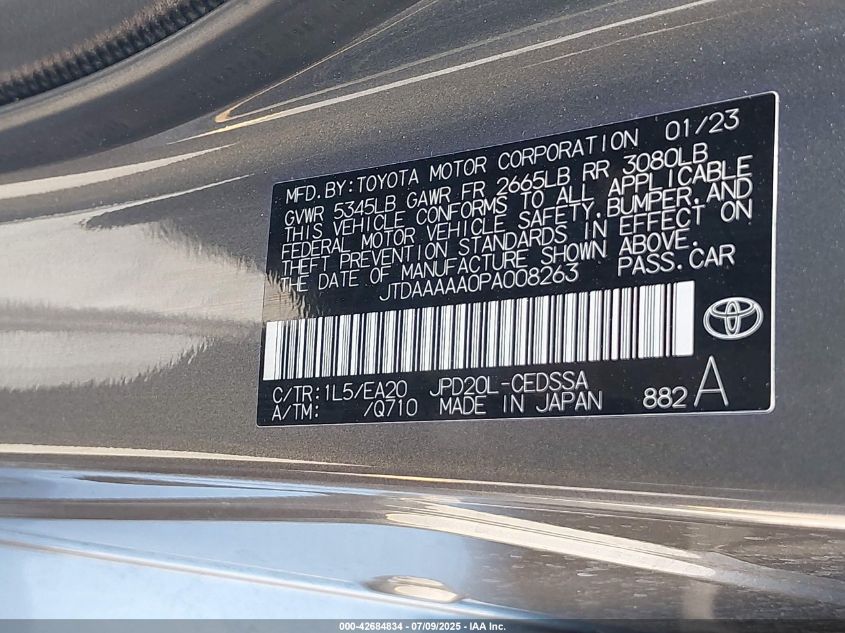 MFD. BY: TOYOTA MOTOR CORPORATION 01/23
GVWR 5345LB GAWR FR 2665LB RR 3080LB
THIS VEHICLE CONFORMS TO ALL APPLICABLE
FEDERAL MOTOR VEHICLE SAFETY, BUMPER, AND
THEFT PREVENTION STANDARDS IN EFFECT ON
THE DATE OF MANUFACTURE SHOWN ABOVE.
JTDAAAAA0PA008263 PASS. CAR
C/TR: 1L5/EA20 JPD20L-CEDSSA
A/TM: /Q710 MADE IN JAPAN 882 A
000-42684834 - 07/09/2025 - IAA Inc.